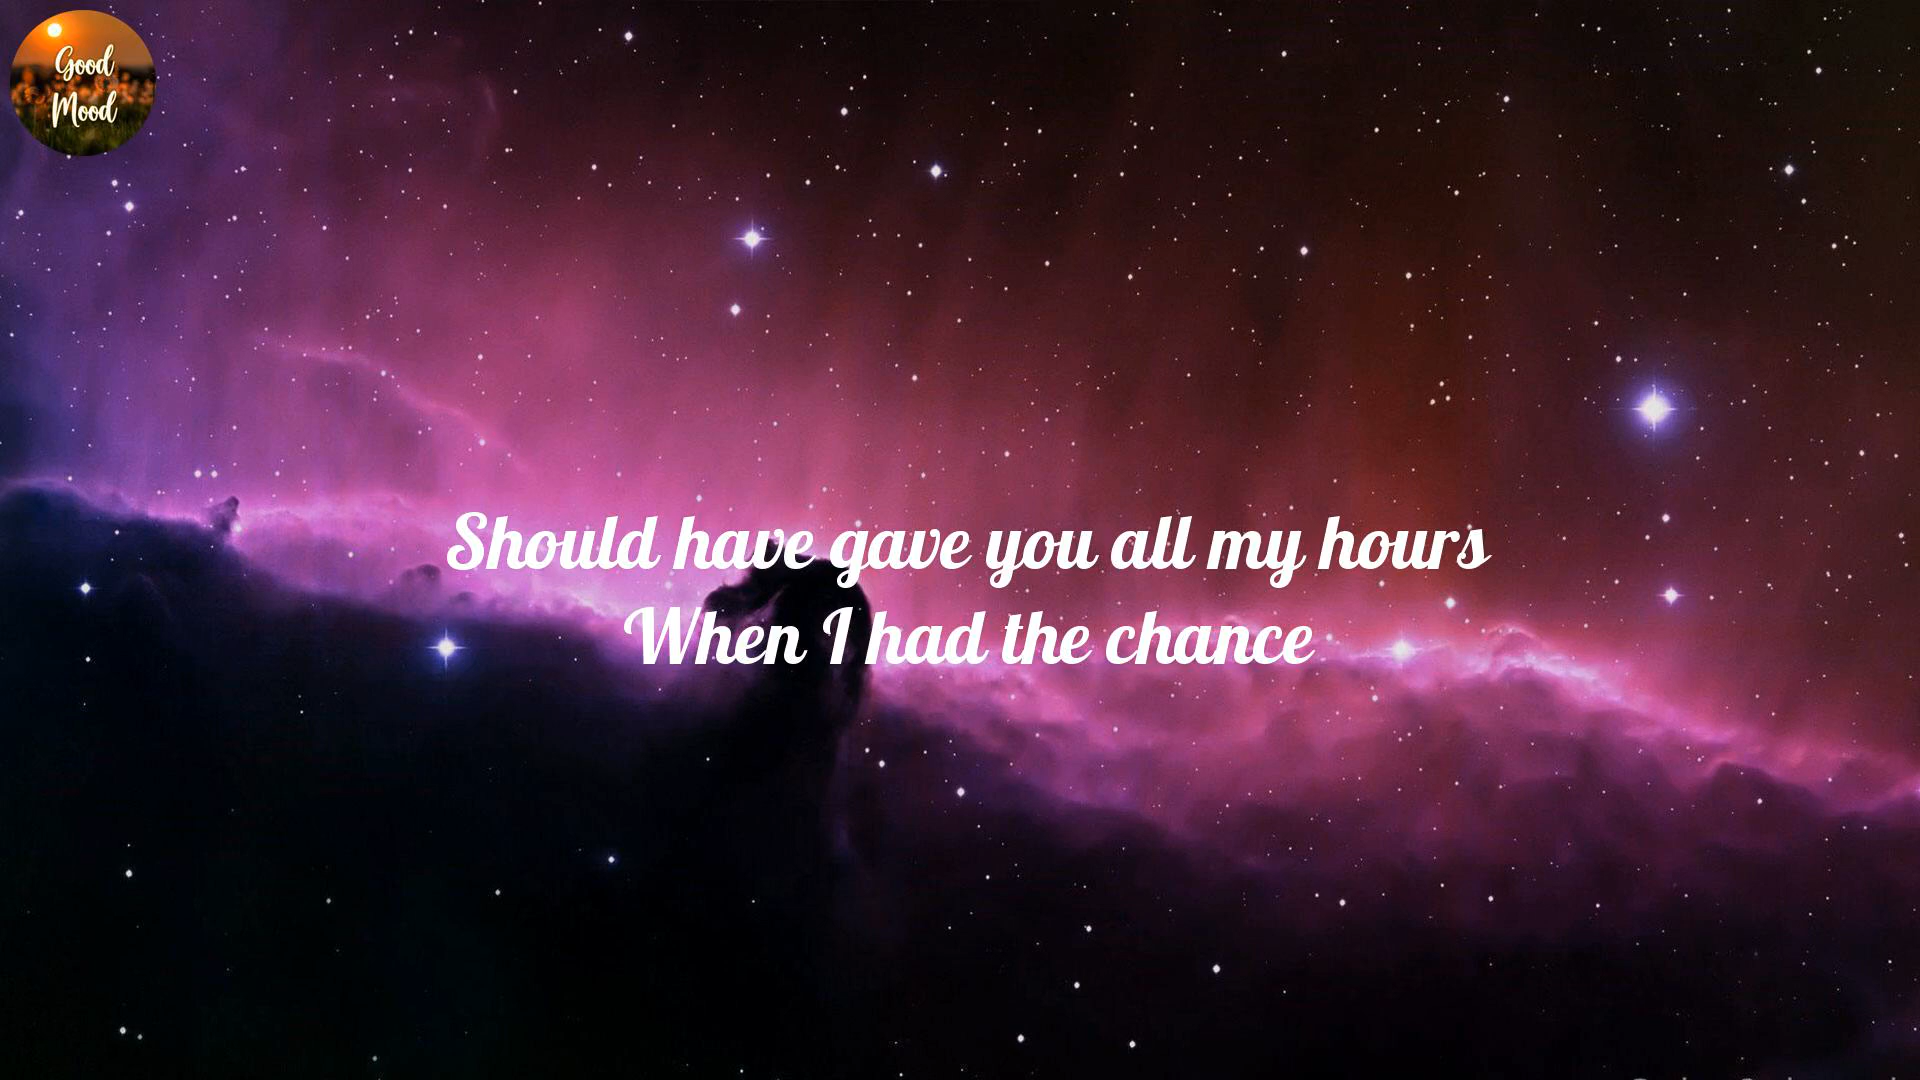 Good
Mood
Should have gave you all my hours
When I had the chance